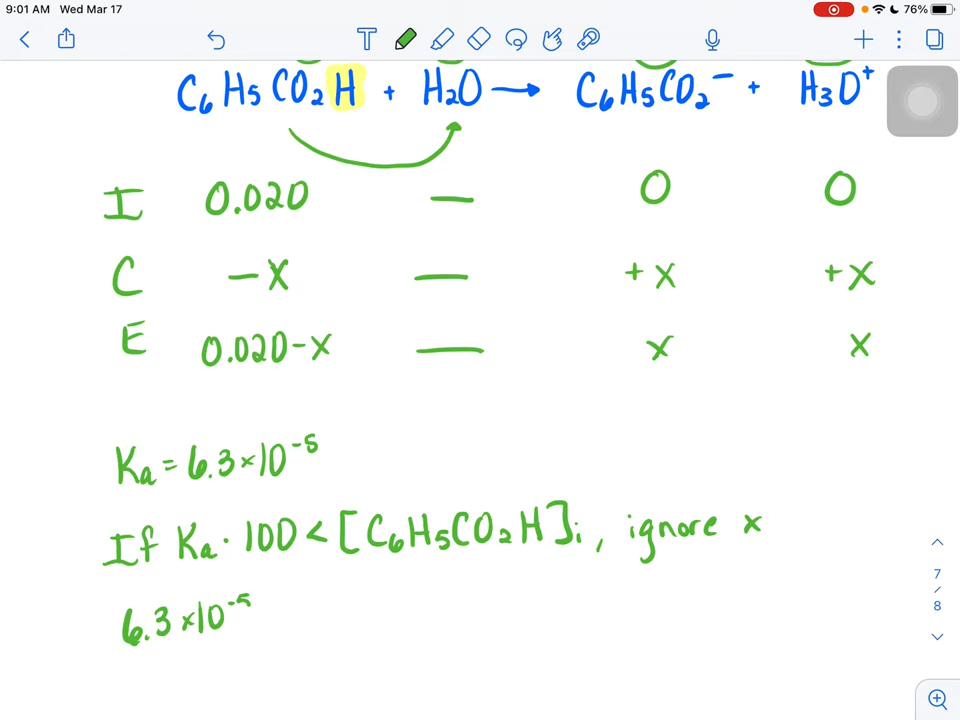 9:01 AM Wed Mar 17 76%
T
C6H5CO2H + H2O → C6H5CO2⁻ + H3O⁺
I 0.020 — 0 0
C -x — +x +x
E 0.020-x — x x
Ka = 6.3×10⁻⁵
If Ka · 100 < [C6H5CO2H]i, ignore x
6.3×10⁻⁵
7
/
8